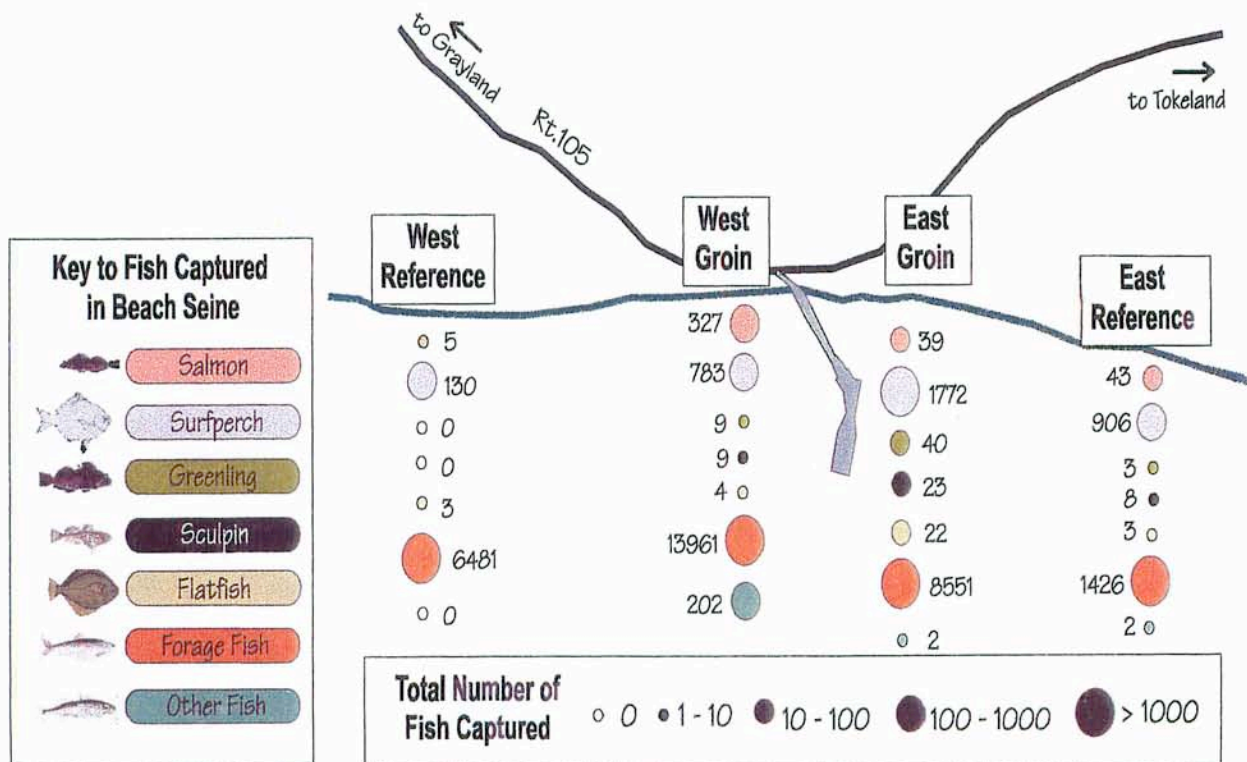 to Grayland
Rt.105
to Tokeland
West
Reference
West
Groin
East
Groin
East
Reference
Key to Fish Captured
in Beach Seine
Salmon
Surfperch
Greenling
Sculpin
Flatfish
Forage Fish
Other Fish
5
130
0
0
3
6481
0
327
783
9
9
4
13961
202
39
1772
40
23
22
8551
2
43
906
3
8
3
1426
2
Total Number of
Fish Captured
0
1 - 10
10 - 100
100 - 1000
> 1000